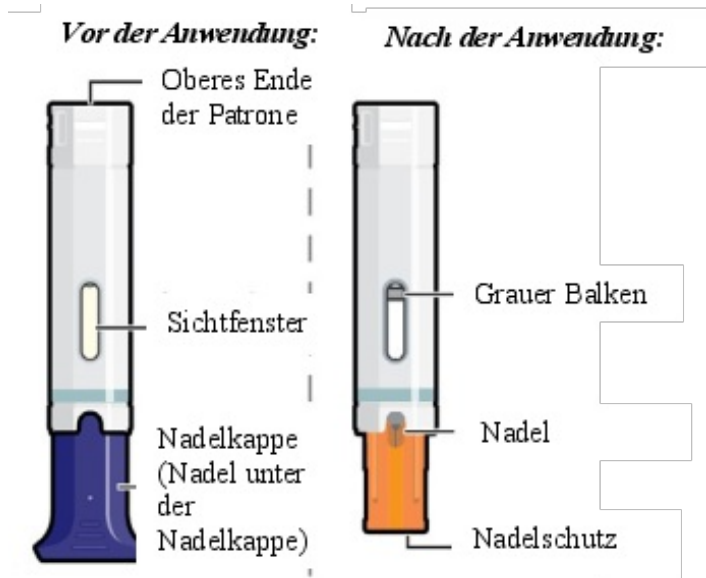 Vor der Anwendung:
Oberes Ende
der Patrone
Sichtfenster
Nadelkappe
(Nadel unter
der
Nadelkappe)
Nach der Anwendung:
Grauer Balken
Nadel
Nadelschutz